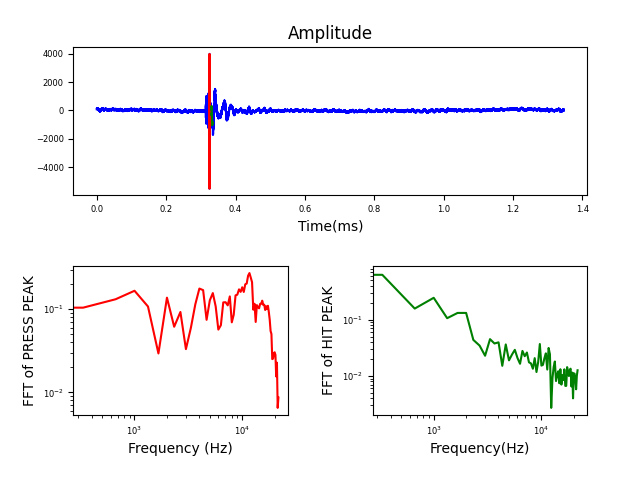 Amplitude
4000
2000
0
−2000
−4000
0.0 0.2 0.4 0.6 0.8 1.0 1.2 1.4
Time(ms)
FFT of PRESS PEAK
10⁻¹
10⁻²
10³ 10⁴
Frequency (Hz)
FFT of HIT PEAK
10⁻¹
10⁻²
10³ 10⁴
Frequency(Hz)